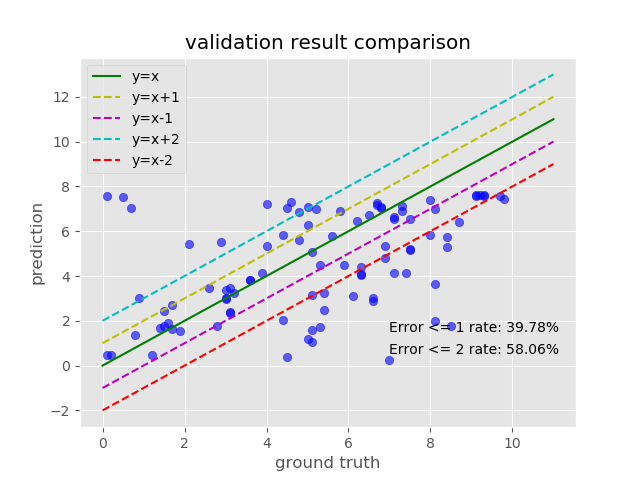 validation result comparison
y=x
y=x+1
y=x-1
y=x+2
y=x-2
12
10
8
6
4
2
0
−2
prediction
Error <= 1 rate: 39.78%
Error <= 2 rate: 58.06%
0 2 4 6 8 10
ground truth